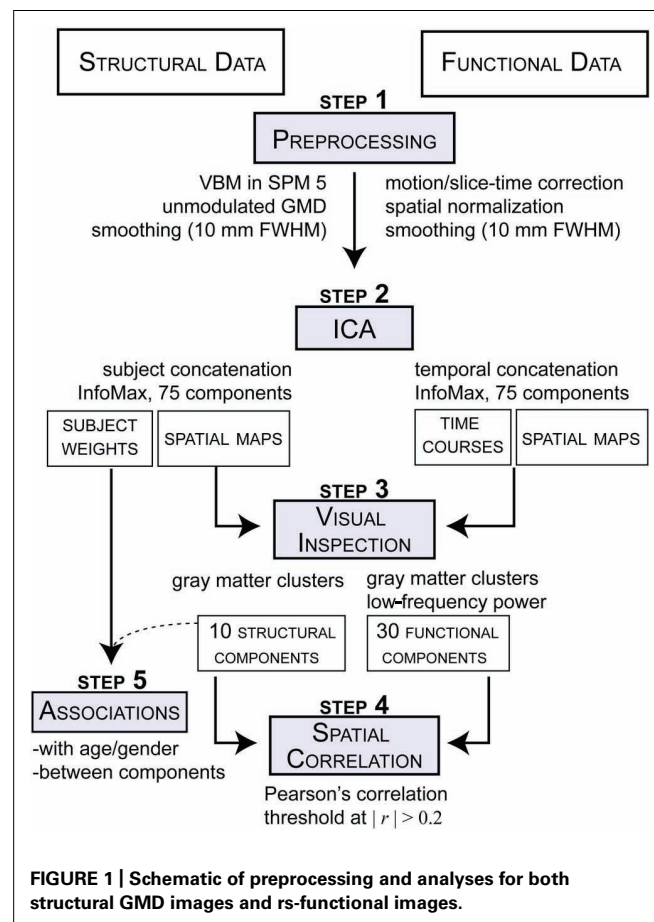 STRUCTURAL DATA
FUNCTIONAL DATA
STEP 1
PREPROCESSING
VBM in SPM 5
unmodulated GMD
smoothing (10 mm FWHM)
motion/slice-time correction
spatial normalization
smoothing (10 mm FWHM)
STEP 2
ICA
subject concatenation
InfoMax, 75 components
temporal concatenation
InfoMax, 75 components
SUBJECT
WEIGHTS
SPATIAL MAPS
TIME
COURSES
SPATIAL MAPS
STEP 3
VISUAL
INSPECTION
gray matter clusters
gray matter clusters
low-frequency power
10 STRUCTURAL
COMPONENTS
30 FUNCTIONAL
COMPONENTS
STEP 5
ASSOCIATIONS
-with age/gender
-between components
STEP 4
SPATIAL
CORRELATION
Pearson's correlation
threshold at | r | > 0.2
FIGURE 1 | Schematic of preprocessing and analyses for both
structural GMD images and rs-functional images.